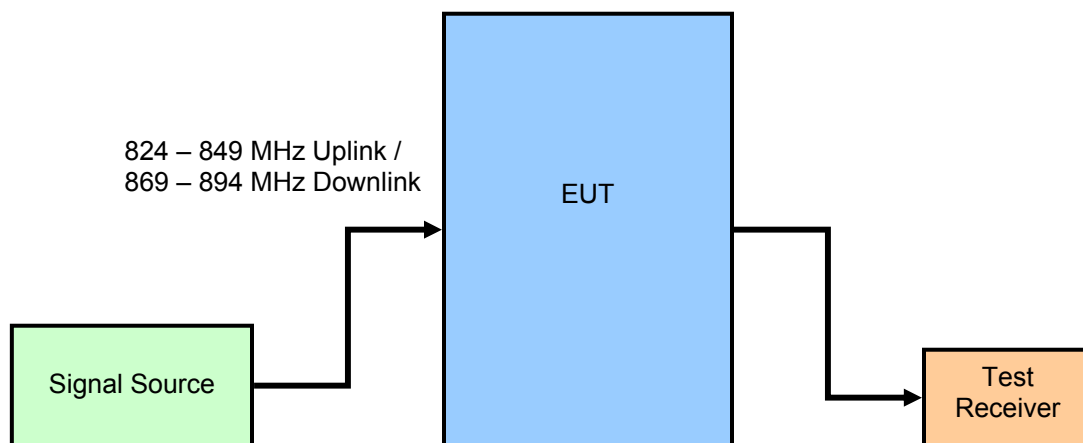 824 – 849 MHz Uplink /
869 – 894 MHz Downlink
EUT
Signal Source
Test
Receiver